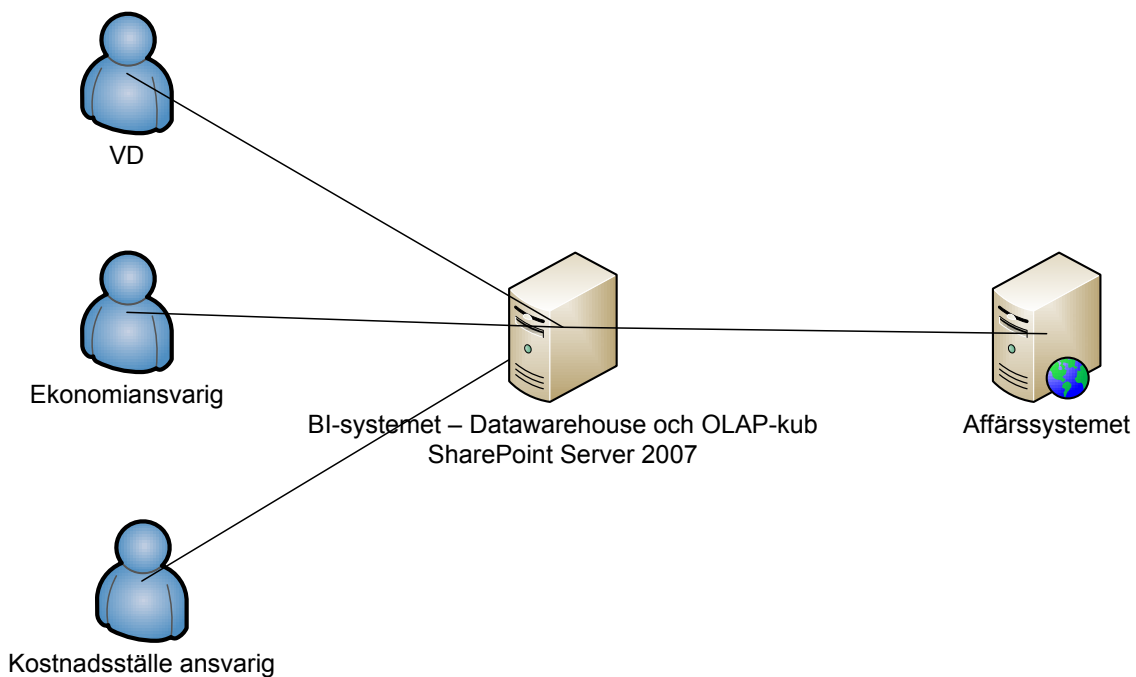 VD
Ekonomiansvarig
BI-systemet – Datawarehouse och OLAP-kub
SharePoint Server 2007
Affärssystemet
Kostnadsställe ansvarig